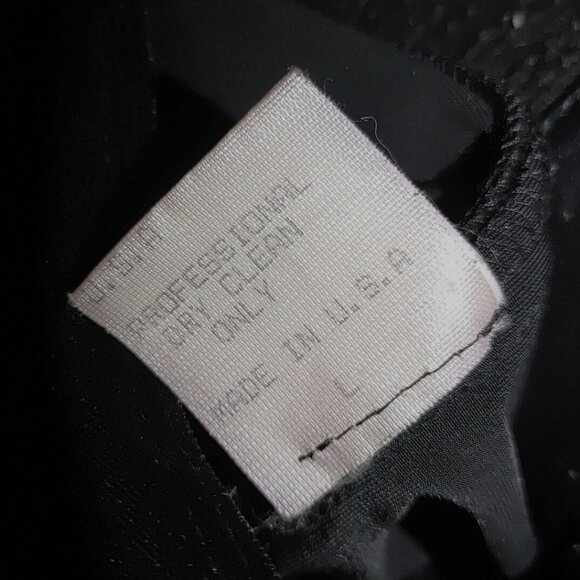 U.S.A
PROFESSIONAL
DRY CLEAN
ONLY
MADE IN U.S.A
L